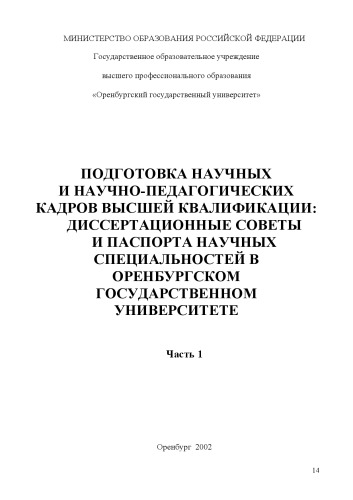 МИНИСТЕРСТВО ОБРАЗОВАНИЯ РОССИЙСКОЙ ФЕДЕРАЦИИ
Государственное образовательное учреждение
высшего профессионального образования
«Оренбургский государственный университет»
ПОДГОТОВКА НАУЧНЫХ
И НАУЧНО-ПЕДАГОГИЧЕСКИХ
КАДРОВ ВЫСШЕЙ КВАЛИФИКАЦИИ:
ДИССЕРТАЦИОННЫЕ СОВЕТЫ
И ПАСПОРТА НАУЧНЫХ
СПЕЦИАЛЬНОСТЕЙ В
ОРЕНБУРГСКОМ
ГОСУДАРСТВЕННОМ
УНИВЕРСИТЕТЕ
Часть 1
Оренбург 2002
14